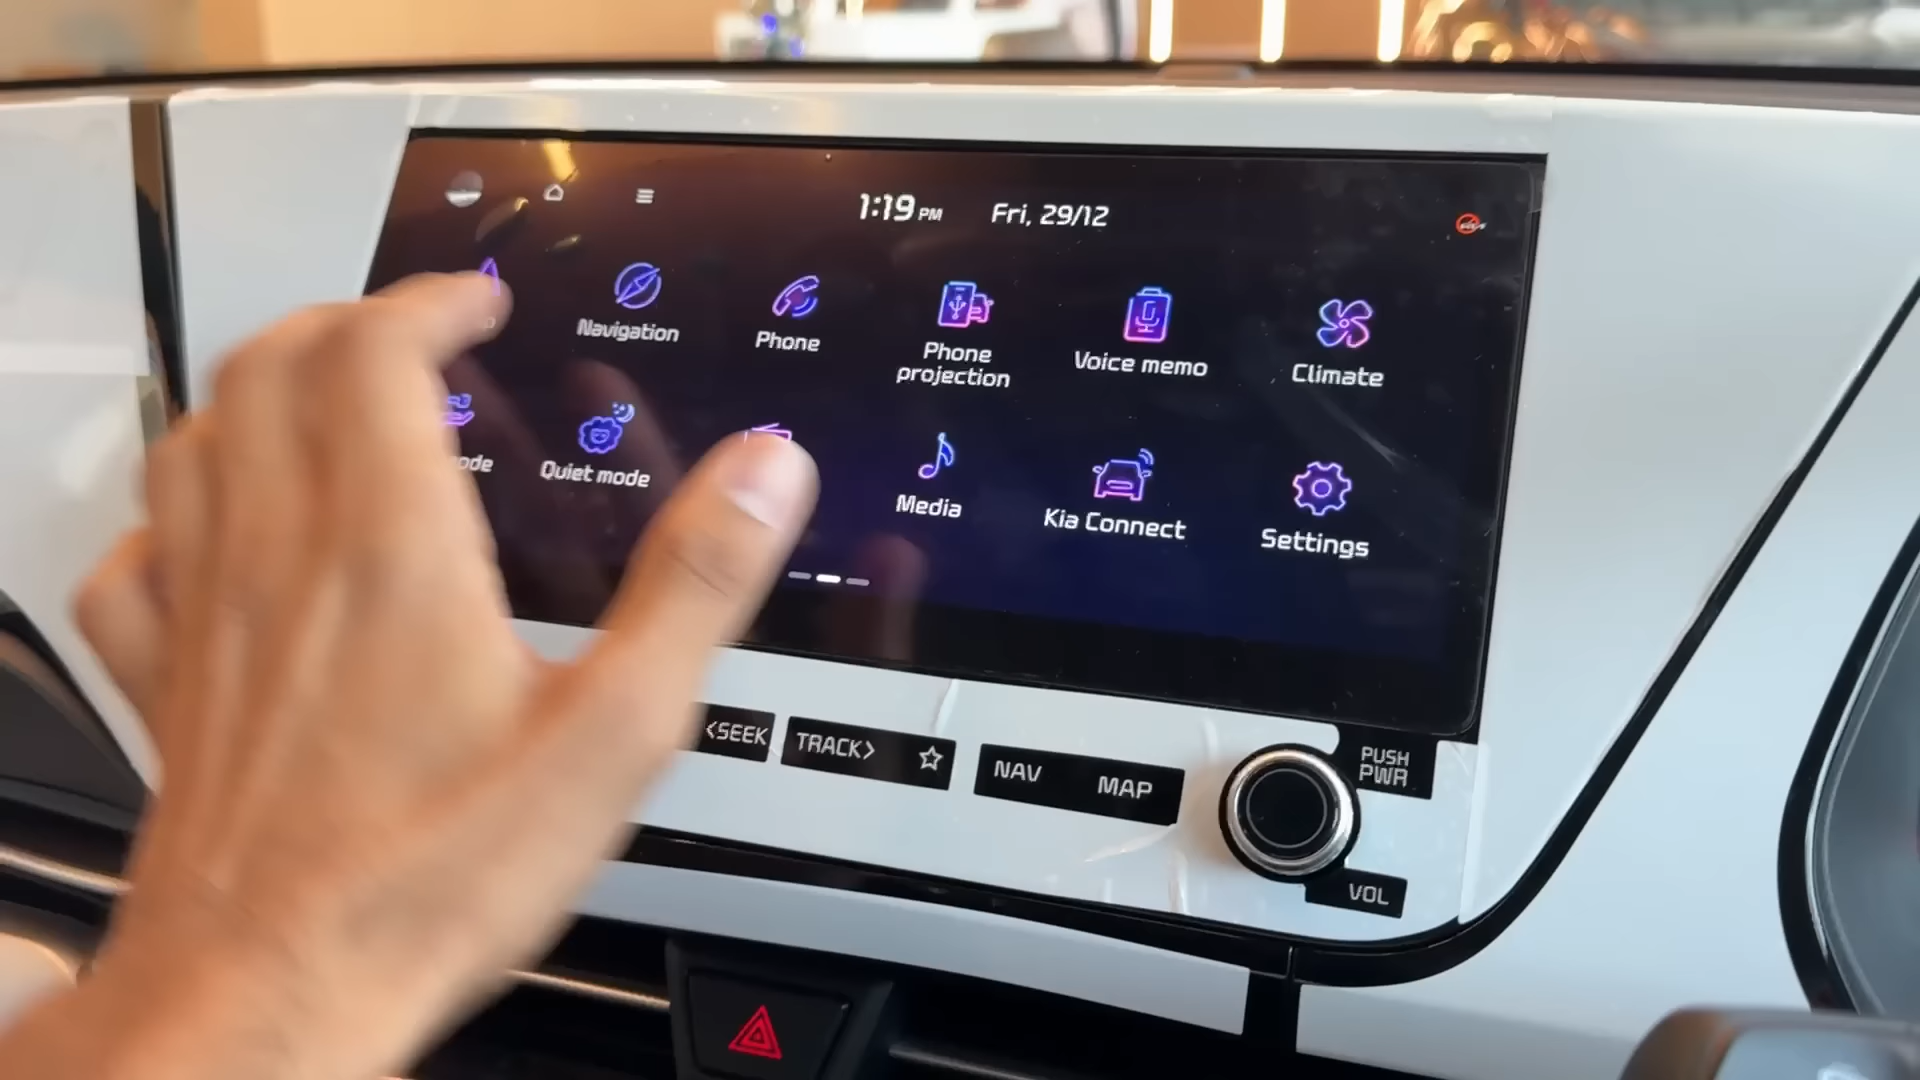 1:19 PM Fri, 29/12
Navigation
Phone
Phone
projection
Voice memo
Climate
Quiet mode
Media
Kia Connect
Settings
<SEEK
TRACK>
NAV
MAP
PUSH
PWR
VOL